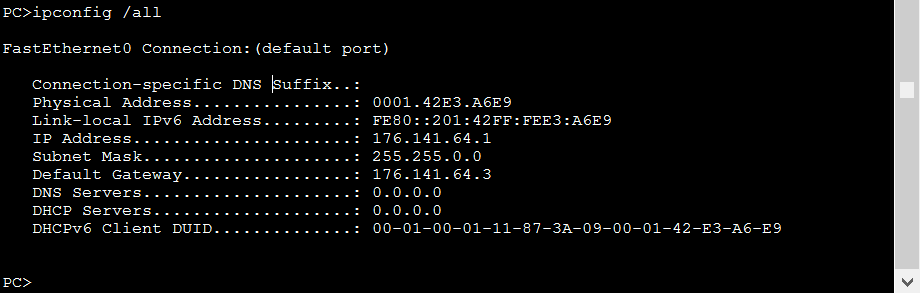 PC>ipconfig /all
FastEthernet0 Connection:(default port)
Connection-specific DNS Suffix..:
Physical Address................: 0001.42E3.A6E9
Link-local IPv6 Address.........: FE80::201:42FF:FEE3:A6E9
IP Address......................: 176.141.64.1
Subnet Mask.....................: 255.255.0.0
Default Gateway.................: 176.141.64.3
DNS Servers.....................: 0.0.0.0
DHCP Servers....................: 0.0.0.0
DHCPv6 Client DUID..............: 00-01-00-01-11-87-3A-09-00-01-42-E3-A6-E9
PC>